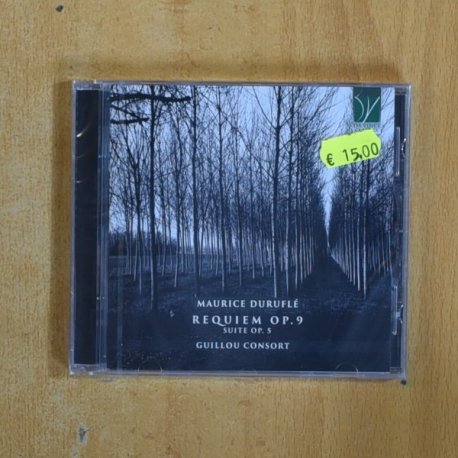 € 15,00
MAURICE DURUFLÉ
REQUIEM OP. 9
SUITE OP. 5
GUILLOU CONSORT